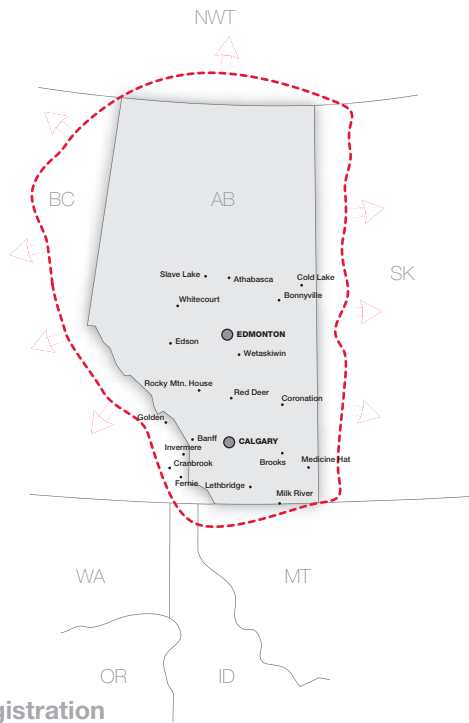 NWT
BC
AB
SK
Slave Lake
Athabasca
Cold Lake
Bonnyville
Whitecourt
EDMONTON
Edson
Wetaskiwin
Rocky Mtn. House
Red Deer
Coronation
Golden
Banff
CALGARY
Invermere
Brooks
Medicine Hat
Cranbrook
Fernie
Lethbridge
Milk River
WA
MT
OR
ID
gistration